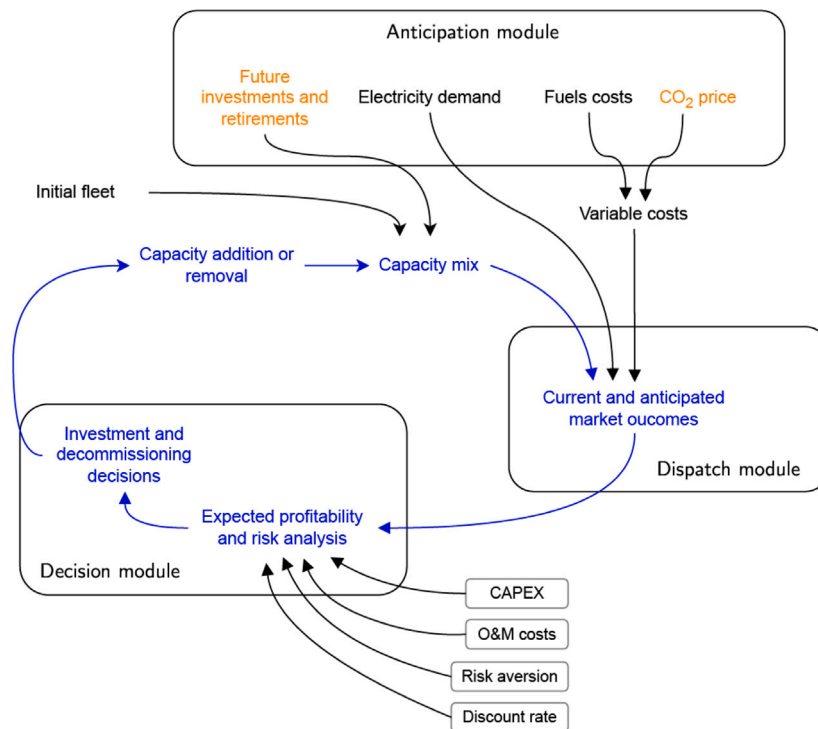 Anticipation module
Future
investments and
retirements
Electricity demand
Fuels costs
CO₂ price
Initial fleet
Variable costs
Capacity addition or
removal
Capacity mix
Current and anticipated
market oucomes
Dispatch module
Investment and
decommissioning
decisions
Expected profitability
and risk analysis
Decision module
CAPEX
O&M costs
Risk aversion
Discount rate